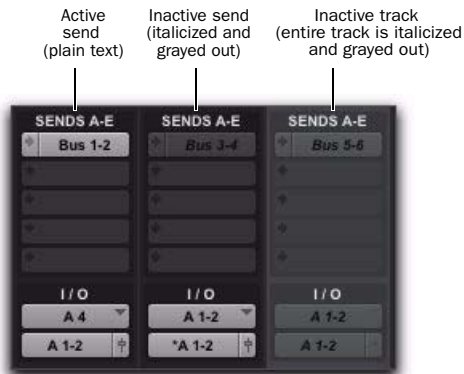 Active
send
(plain text)
Inactive send
(italicized and
grayed out)
Inactive track
(entire track is italicized
and grayed out)
SENDS A-E
SENDS A-E
SENDS A-E
Bus 1-2
Bus 3-4
Bus 5-6
I / O
I / O
I / O
A 4
A 1-2
A 1-2
A 1-2
*A 1-2
A 1-2